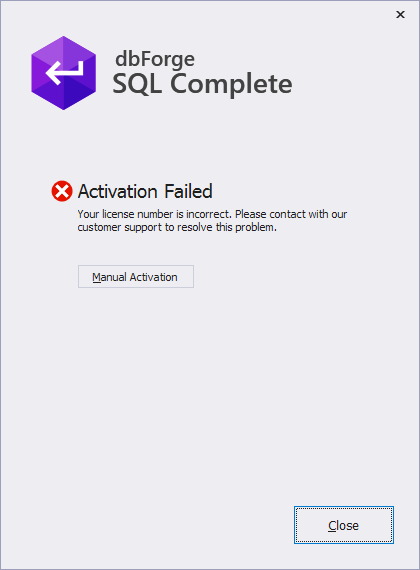 dbForge
SQL Complete
Activation Failed
Your license number is incorrect. Please contact with our
customer support to resolve this problem.
Manual Activation
Close